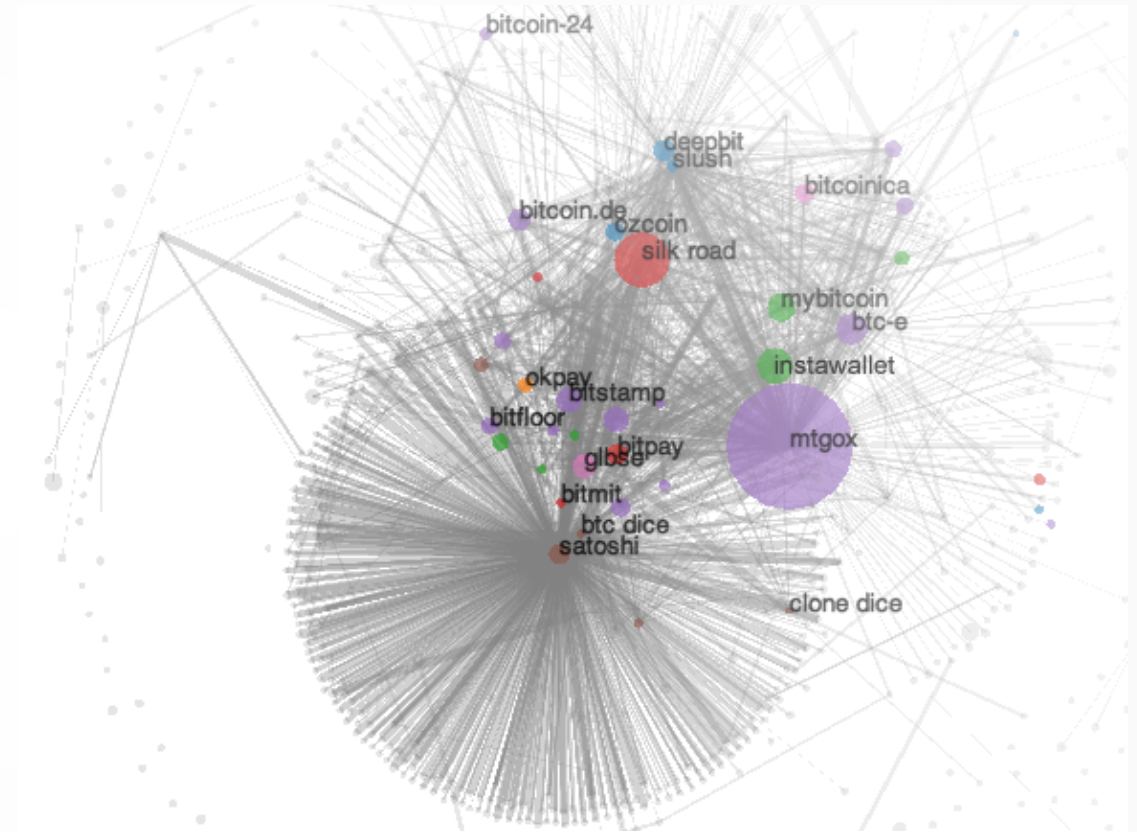 bitcoin-24
deepbit
slush
bitcoinica
bitcoin.de
ozcoin
silk road
mybitcoin
btc-e
instawallet
okpay
bitstamp
bitfloor
mtgox
bitpay
glbse
bitmit
btc dice
satoshi
clone dice